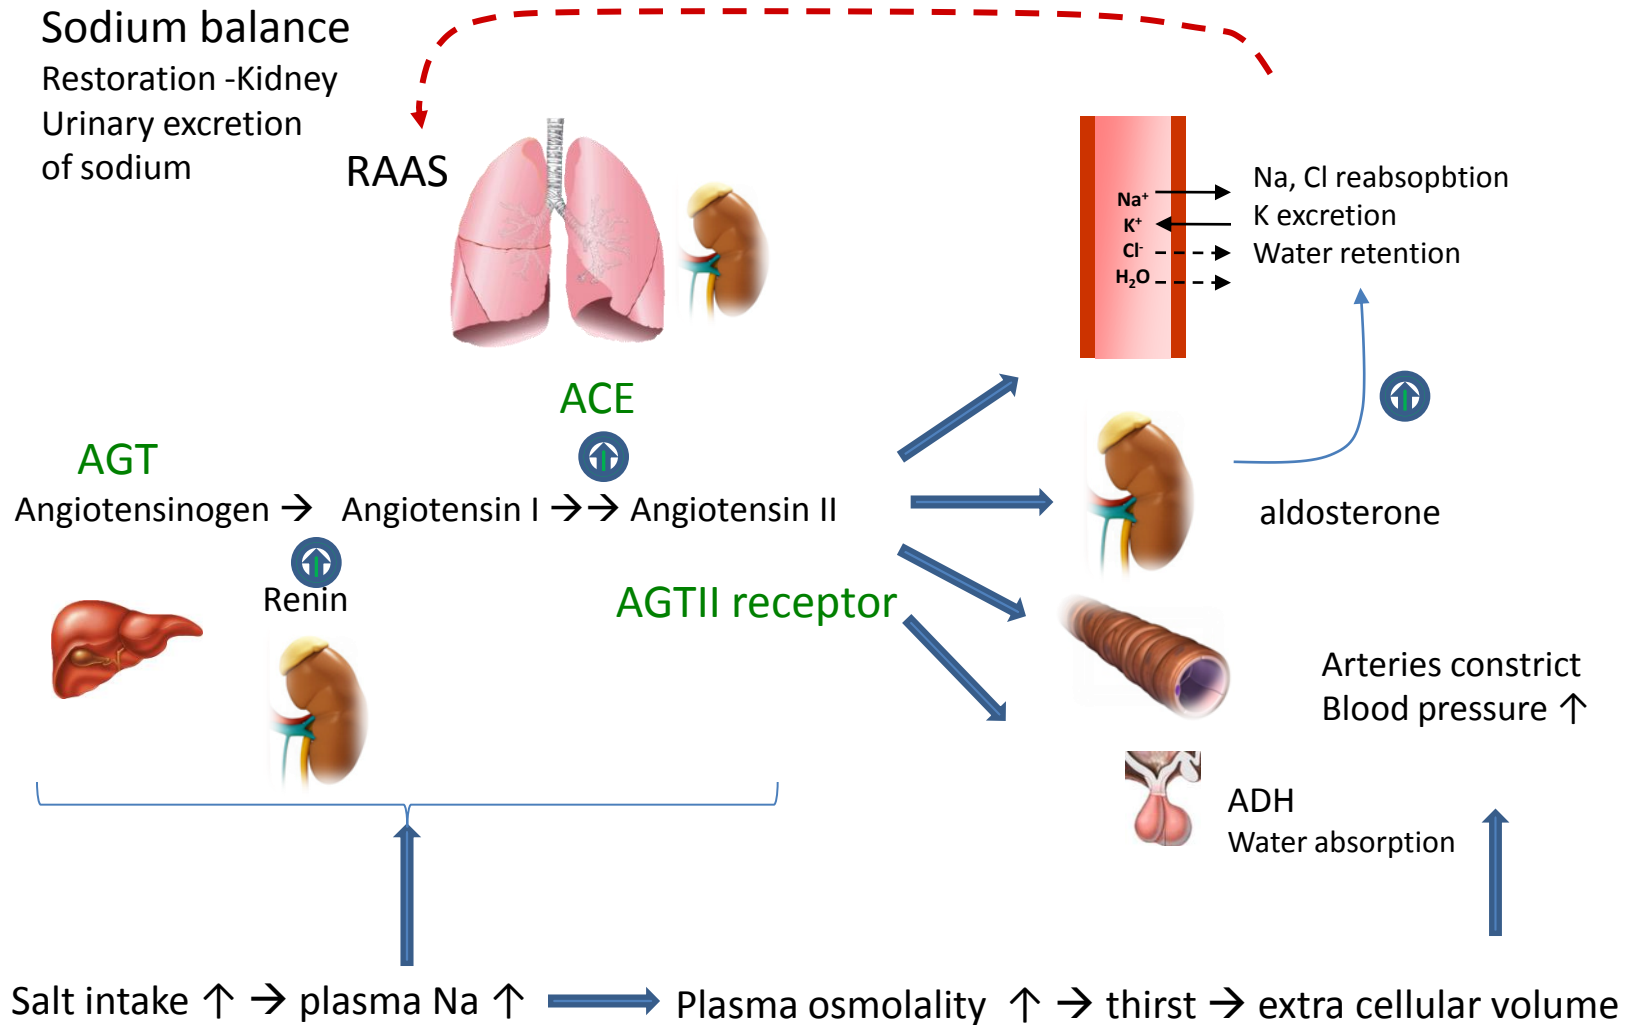 Sodium balance
Restoration -Kidney
Urinary excretion
of sodium
RAAS
Na⁺
K⁺
Cl⁻
H₂O
Na, Cl reabsopbtion
K excretion
Water retention
ACE
AGT
Angiotensinogen → Angiotensin I →→ Angiotensin II
aldosterone
Renin
AGTII receptor
Arteries constrict
Blood pressure ↑
ADH
Water absorption
Salt intake ↑ → plasma Na ↑ Plasma osmolality ↑ → thirst → extra cellular volume